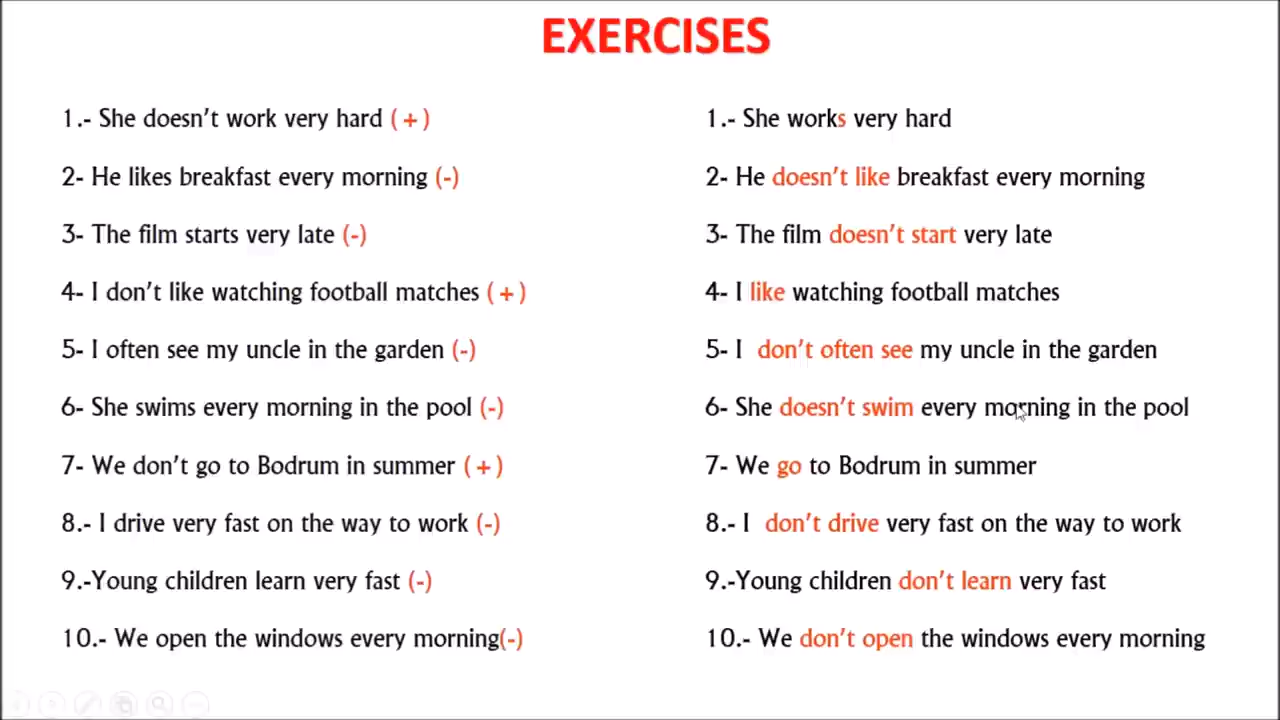 EXERCISES
1.- She doesn't work very hard ( + )
2- He likes breakfast every morning (-)
3- The film starts very late (-)
4- I don't like watching football matches ( + )
5- I often see my uncle in the garden (-)
6- She swims every morning in the pool (-)
7- We don't go to Bodrum in summer ( + )
8.- I drive very fast on the way to work (-)
9.-Young children learn very fast (-)
10.- We open the windows every morning(-)
1.- She works very hard
2- He doesn't like breakfast every morning
3- The film doesn't start very late
4- I like watching football matches
5- I don't often see my uncle in the garden
6- She doesn't swim every morning in the pool
7- We go to Bodrum in summer
8.- I don't drive very fast on the way to work
9.-Young children don't learn very fast
10.- We don't open the windows every morning